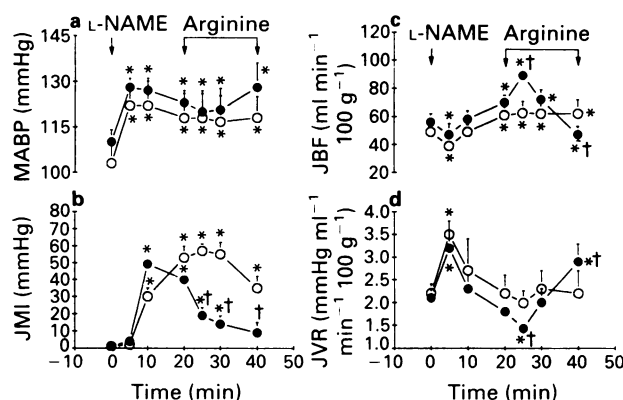 a
L-NAME Arginine
MABP (mmHg)
145
130
115
100
* * * * * *
* * * * * *
b
JMI (mmHg)
80
70
60
50
40
30
20
10
0
* * * * *
* * *† *† †
–10 0 10 20 30 40 50
Time (min)
c
L-NAME Arginine
JBF (ml min⁻¹ 100 g⁻¹)
120
100
80
60
40
20
*† * * *
* * * * *†
d
JVR (mmHg ml⁻¹ min⁻¹ 100 g⁻¹)
4.0
3.5
3.0
2.5
2.0
1.5
1.0
* *†
* *†
–10 0 10 20 30 40 50
Time (min)